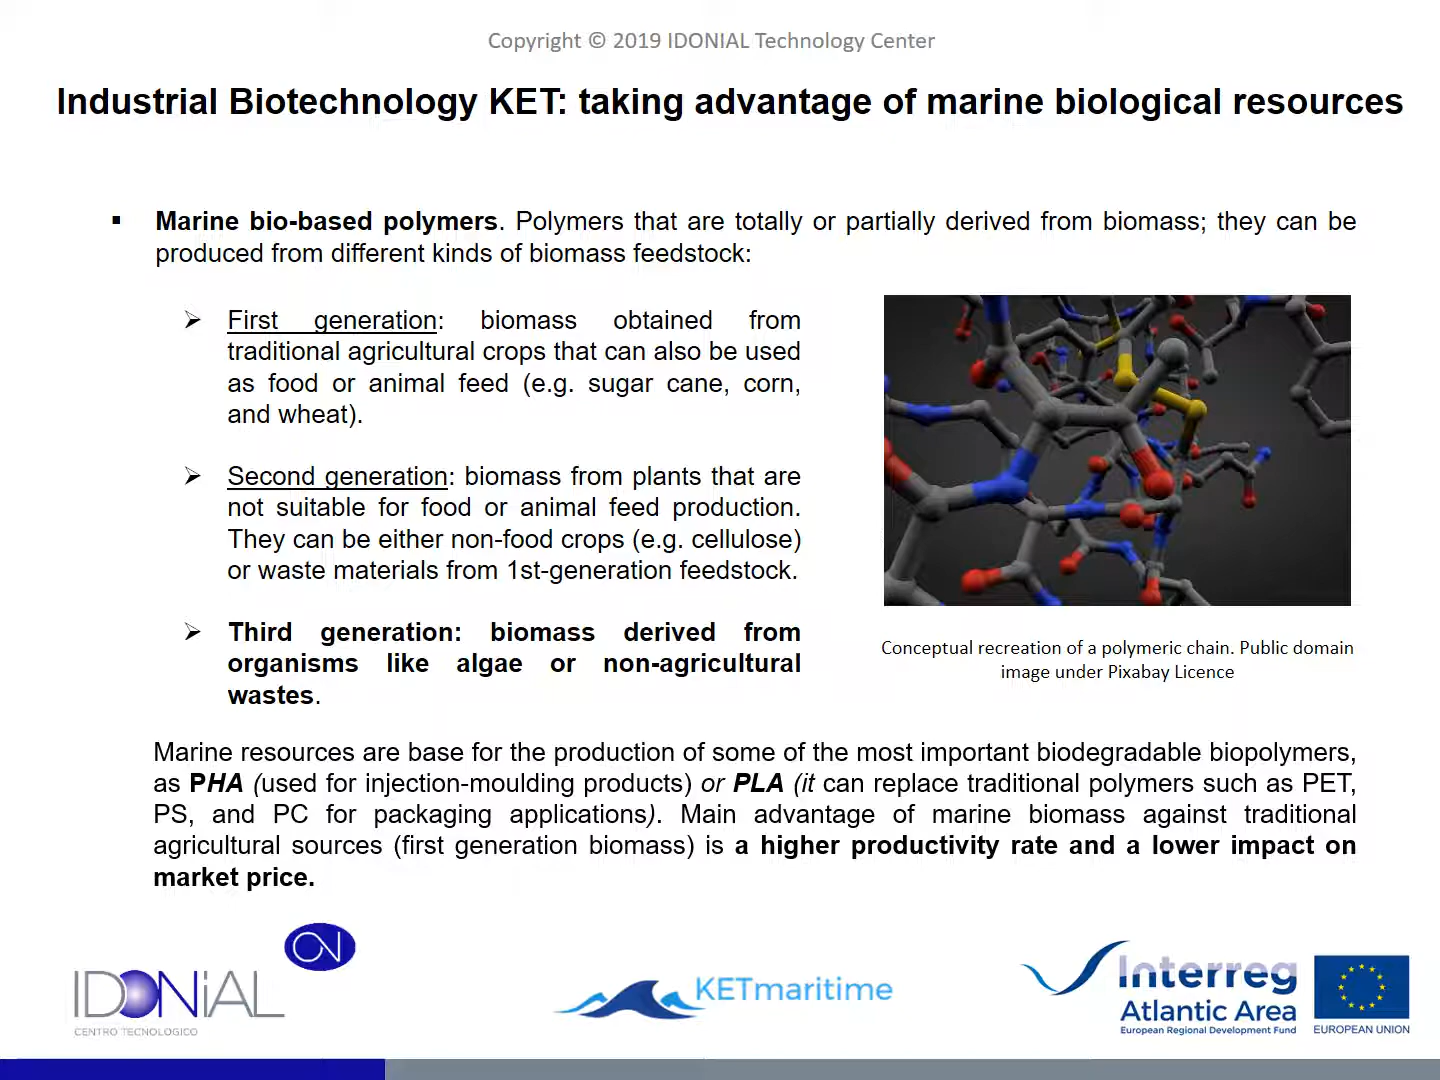 Copyright © 2019 IDONIAL Technology Center
Industrial Biotechnology KET: taking advantage of marine biological resources
▪ Marine bio-based polymers. Polymers that are totally or partially derived from biomass; they can be
produced from different kinds of biomass feedstock:
➢ First generation: biomass obtained from
traditional agricultural crops that can also be used
as food or animal feed (e.g. sugar cane, corn,
and wheat).
➢ Second generation: biomass from plants that are
not suitable for food or animal feed production.
They can be either non-food crops (e.g. cellulose)
or waste materials from 1st-generation feedstock.
➢ Third generation: biomass derived from
organisms like algae or non-agricultural
wastes.
Conceptual recreation of a polymeric chain. Public domain
image under Pixabay Licence
Marine resources are base for the production of some of the most important biodegradable biopolymers,
as PHA (used for injection-moulding products) or PLA (it can replace traditional polymers such as PET,
PS, and PC for packaging applications). Main advantage of marine biomass against traditional
agricultural sources (first generation biomass) is a higher productivity rate and a lower impact on
market price.
IDONiAL
CENTRO TECNOLOGICO
KETmaritime
Interreg
Atlantic Area
European Regional Development Fund
EUROPEAN UNION